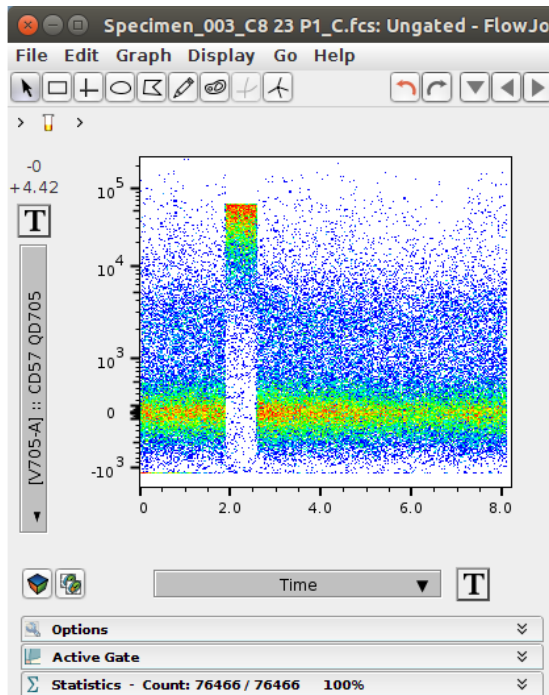 Specimen_003_C8 23 P1_C.fcs: Ungated - FlowJo
File Edit Graph Display Go Help
> >
-0
+4.42
T
[V705-A] :: CD57 QD705
10^5
10^4
10^3
0
-10^3
0 2.0 4.0 6.0 8.0
Time T
Options
Active Gate
Σ Statistics - Count: 76466 / 76466 100%